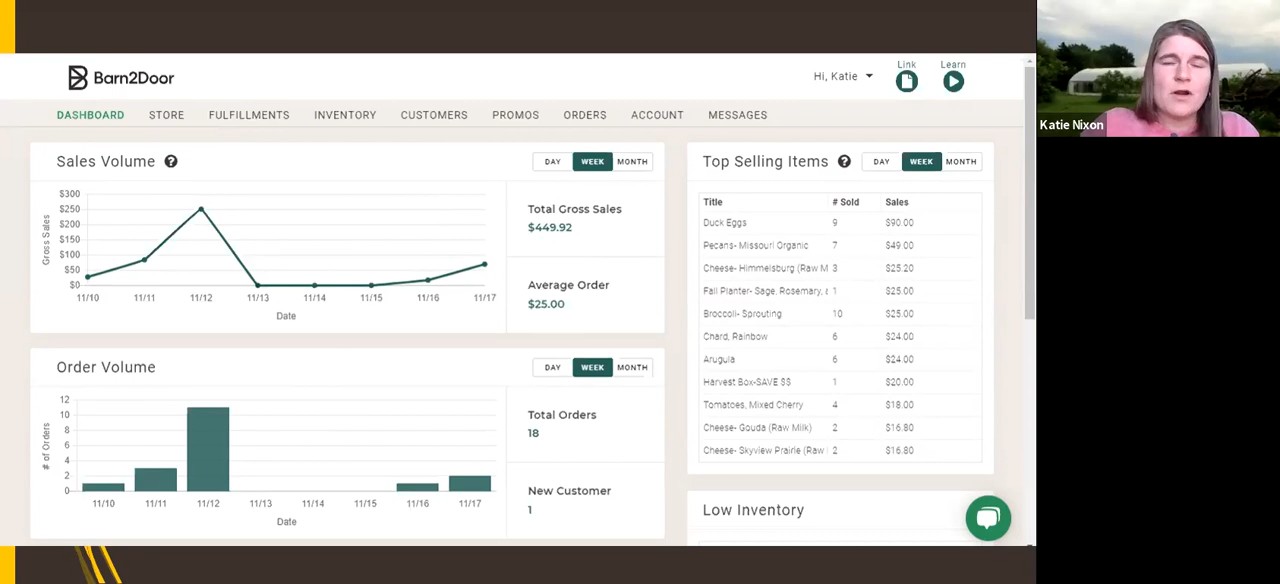 Barn2Door
Hi, Katie
Link
Learn
DASHBOARD STORE FULFILLMENTS INVENTORY CUSTOMERS PROMOS ORDERS ACCOUNT MESSAGES
Sales Volume ?
DAY WEEK MONTH
$300
$250
$200
$150
$100
$50
$0
Gross Sales
11/10 11/11 11/12 11/13 11/14 11/15 11/16 11/17
Date
Total Gross Sales
$449.92
Average Order
$25.00
Order Volume
DAY WEEK MONTH
12
10
8
6
4
2
0
# of Orders
11/10 11/11 11/12 11/13 11/14 11/15 11/16 11/17
Date
Total Orders
18
New Customer
1
Top Selling Items ?
DAY WEEK MONTH
Title # Sold Sales
Duck Eggs 9 $90.00
Pecans- Missouri Organic 7 $49.00
Cheese- Himmelsburg (Raw M 3 $25.20
Fall Planter- Sage, Rosemary, & 1 $25.00
Broccoli- Sprouting 10 $25.00
Chard, Rainbow 6 $24.00
Arugula 6 $24.00
Harvest Box-SAVE $$ 1 $20.00
Tomatoes, Mixed Cherry 4 $18.00
Cheese- Gouda (Raw Milk) 2 $16.80
Cheese- Skyview Prairie (Raw 2 $16.80
Low Inventory
Katie Nixon